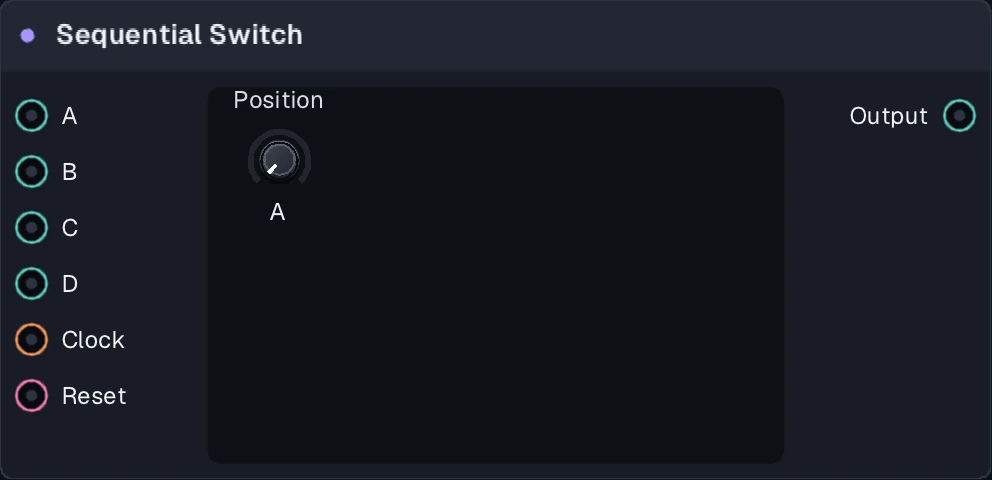 Sequential Switch
A
B
C
D
Clock
Reset
Position
A
Output